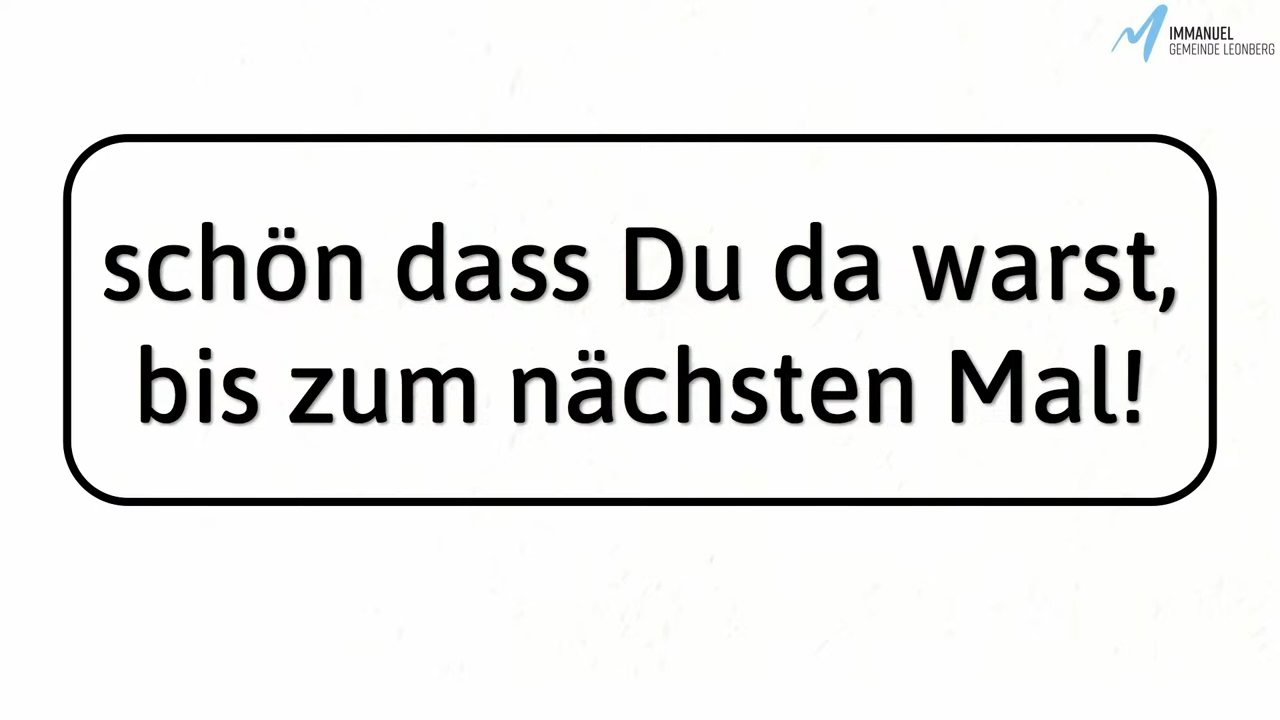 IMMANUEL
GEMEINDE LEONBERG
schön dass Du da warst,
bis zum nächsten Mal!